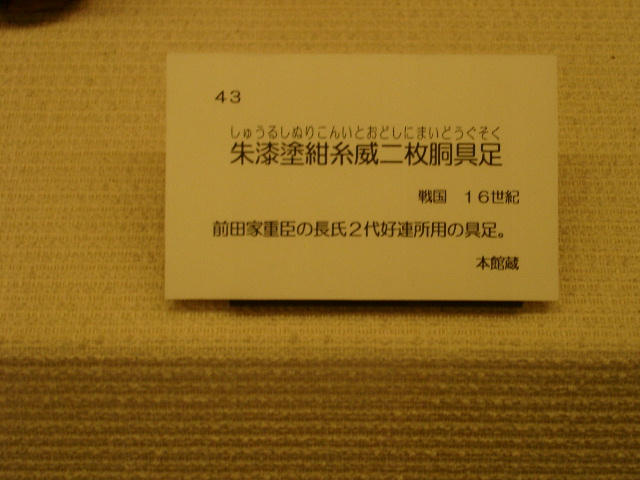 43
しゅうるしぬりこんいとおどしにまいどうぐそく
朱漆塗紺糸威二枚胴具足
戦国　16世紀
前田家重臣の長氏2代好連所用の具足。
本館蔵